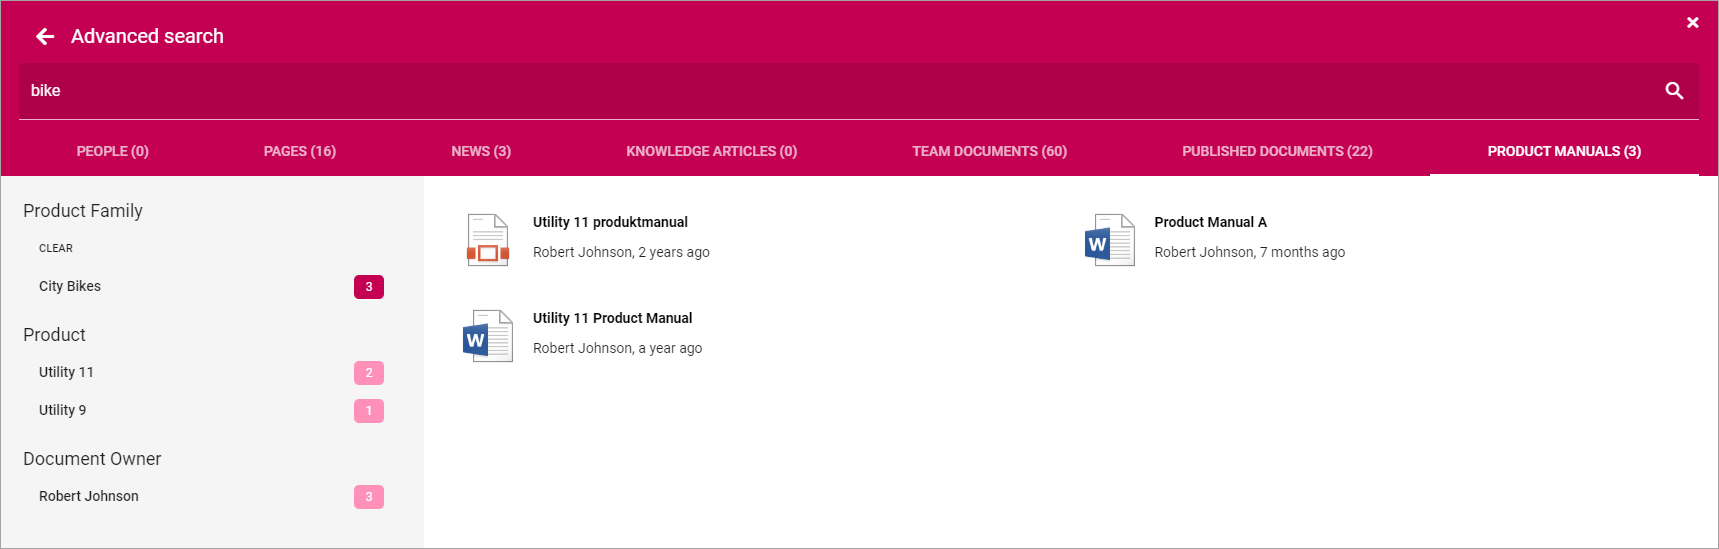 Advanced search
bike
PEOPLE (0) PAGES (16) NEWS (3) KNOWLEDGE ARTICLES (0) TEAM DOCUMENTS (60) PUBLISHED DOCUMENTS (22) PRODUCT MANUALS (3)
Product Family
CLEAR
City Bikes 3
Product
Utility 11 2
Utility 9 1
Document Owner
Robert Johnson 3
Utility 11 produktmanual
Robert Johnson, 2 years ago
W
Product Manual A
Robert Johnson, 7 months ago
W
Utility 11 Product Manual
Robert Johnson, a year ago